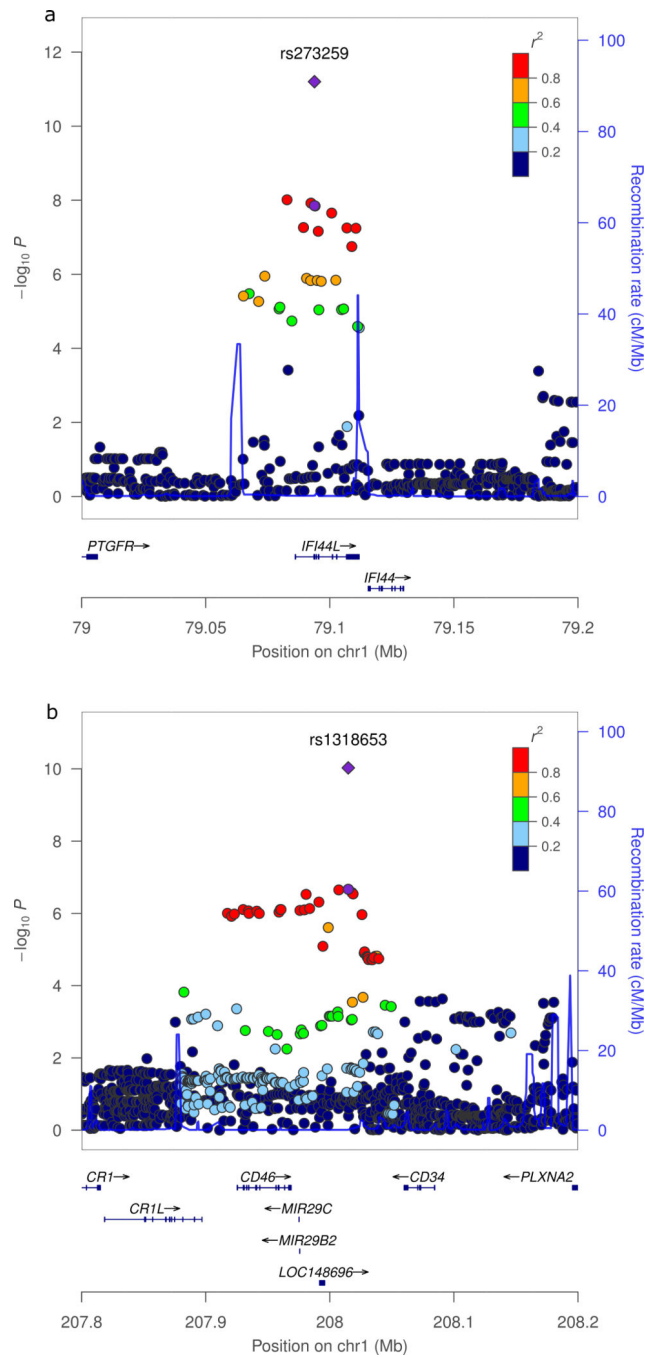 a
rs273259
r²
0.8
0.6
0.4
0.2
12
10
8
6
4
2
0
−log₁₀ P
100
80
60
40
20
0
Recombination rate (cM/Mb)
PTGFR→
IFI44L→
IFI44→
79
79.05
79.1
79.15
79.2
Position on chr1 (Mb)
b
rs1318653
r²
0.8
0.6
0.4
0.2
10
8
6
4
2
0
−log₁₀ P
100
80
60
40
20
0
Recombination rate (cM/Mb)
CR1→
CD46→
←CD34
←PLXNA2
CR1L→
←MIR29C
←MIR29B2
LOC148696→
207.8
207.9
208
208.1
208.2
Position on chr1 (Mb)